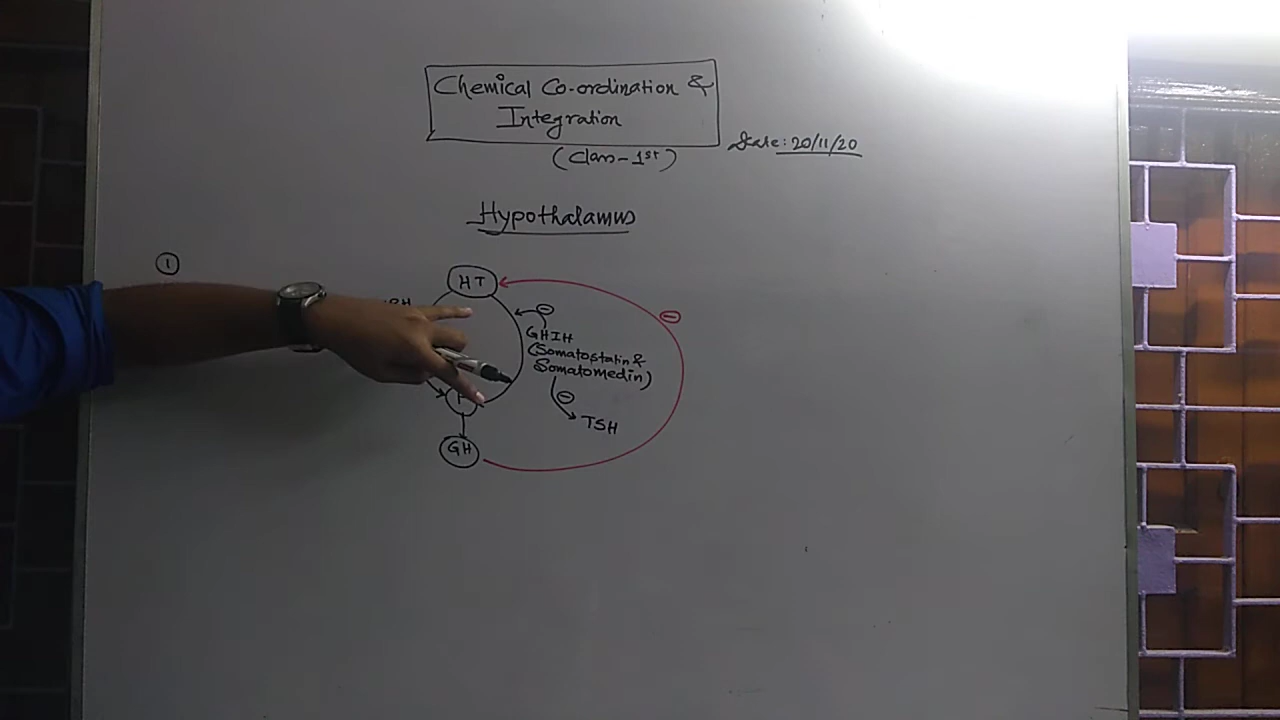 Chemical Co-ordination &
Integration
(Class-1st)
Date: 20/11/20
Hypothalamus
1
HT
GHIH
(Somatostatin &
Somatomedin)
TSH
GH